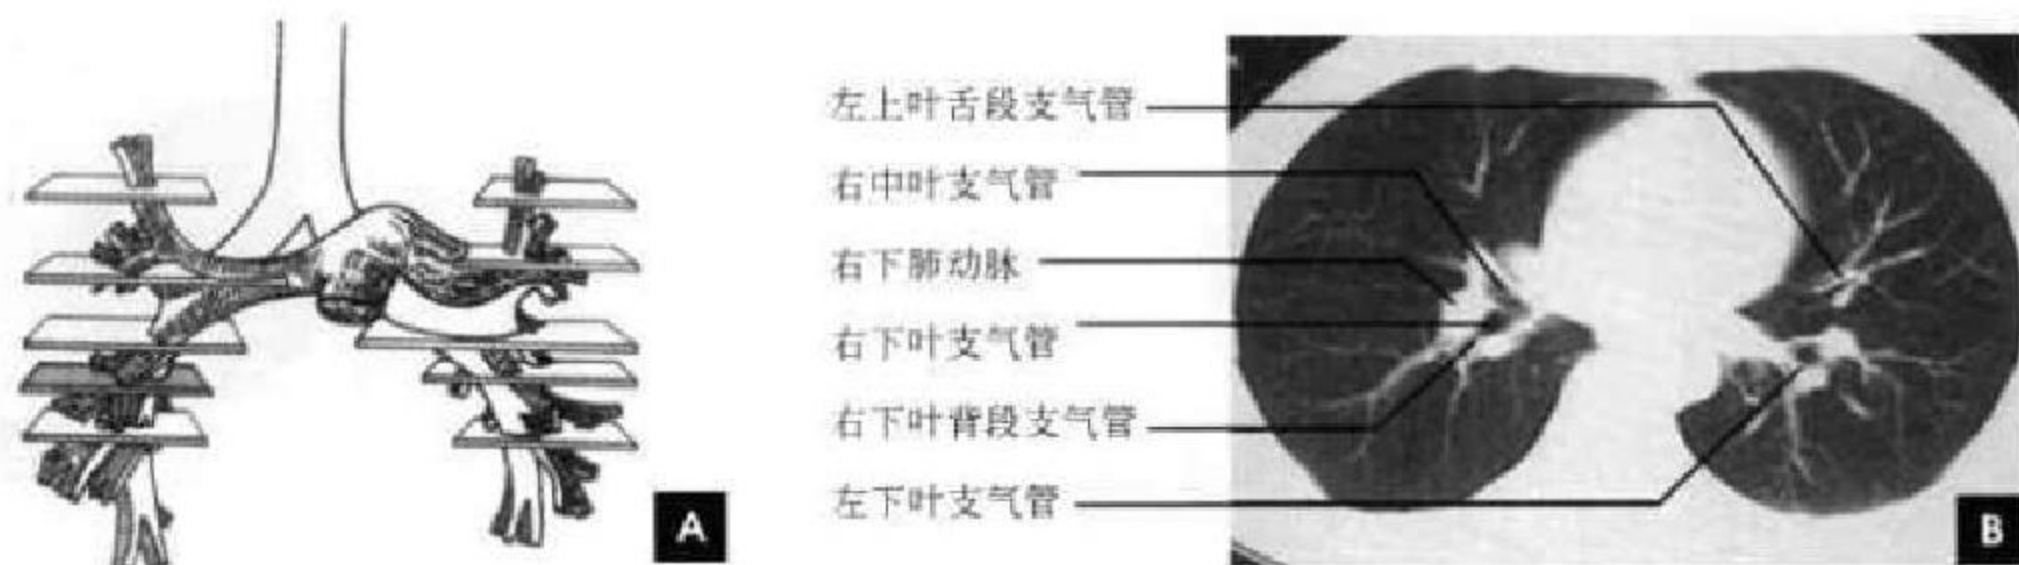 左上叶舌段支气管
右中叶支气管
右下肺动脉
右下叶支气管
右下叶背段支气管
左下叶支气管
A
B